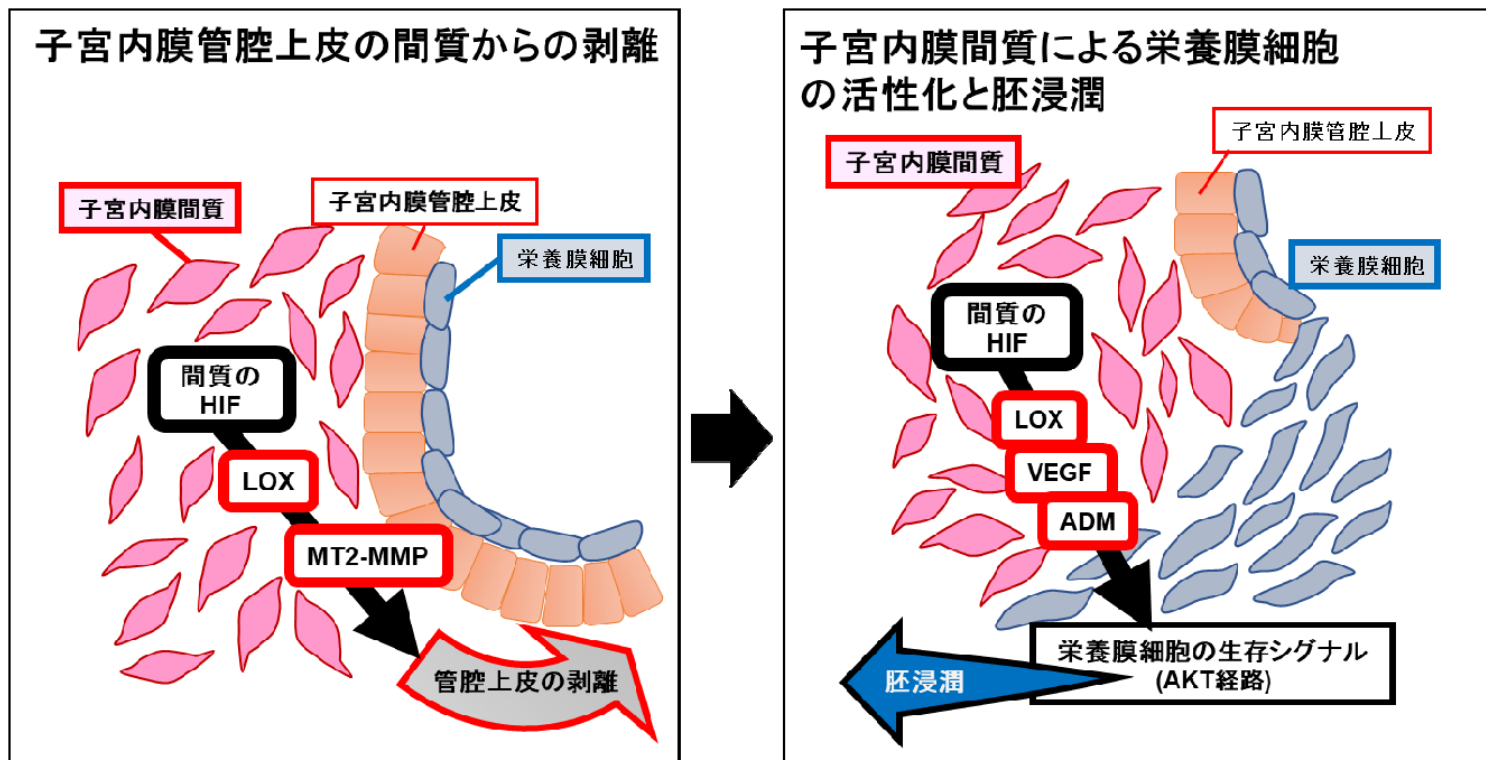 子宮内膜管腔上皮の間質からの剥離
子宮内膜間質
子宮内膜管腔上皮
栄養膜細胞
間質の
HIF
LOX
MT2-MMP
管腔上皮の剥離
子宮内膜間質による栄養膜細胞
の活性化と胚浸潤
子宮内膜管腔上皮
子宮内膜間質
栄養膜細胞
間質の
HIF
LOX
VEGF
ADM
栄養膜細胞の生存シグナル
(AKT経路)
胚浸潤